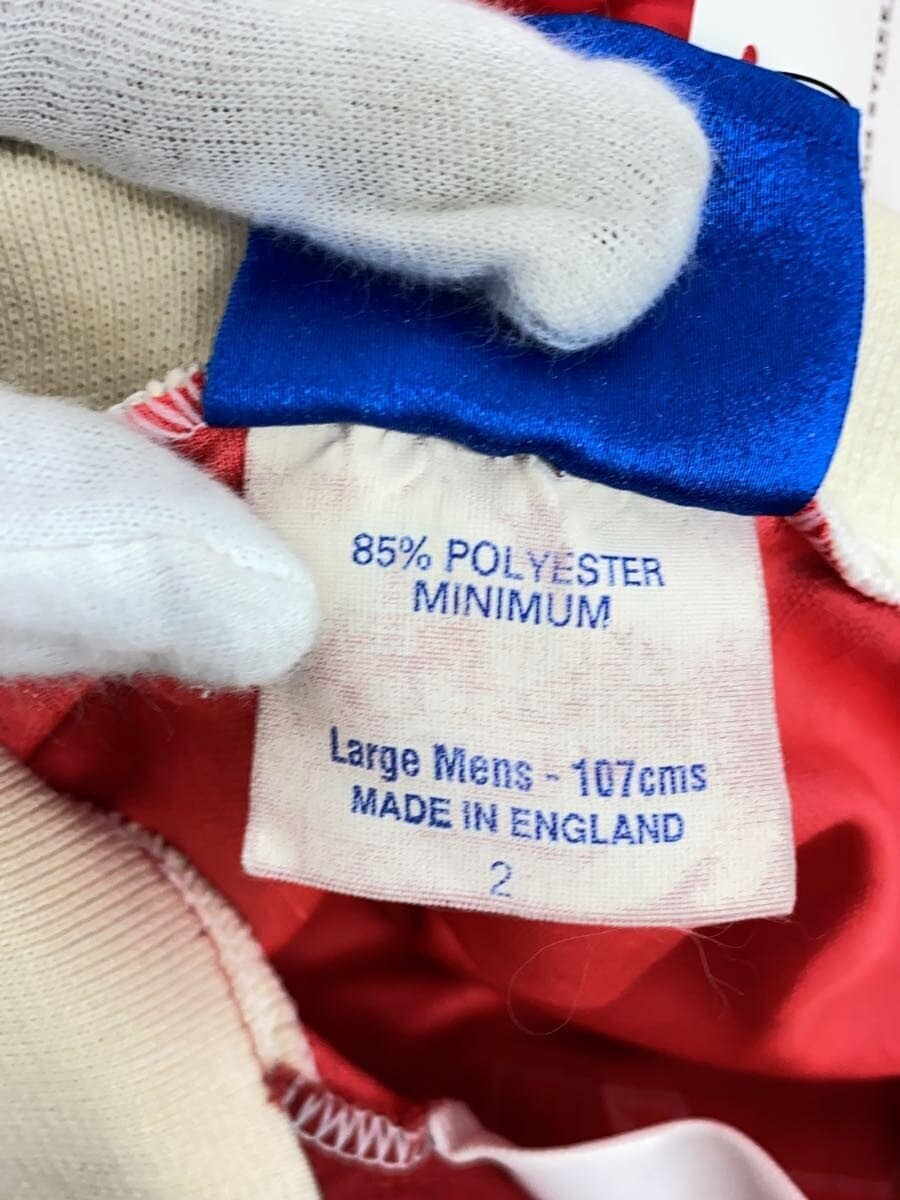 85% POLYESTER
MINIMUM
Large Mens - 107cms
MADE IN ENGLAND
2